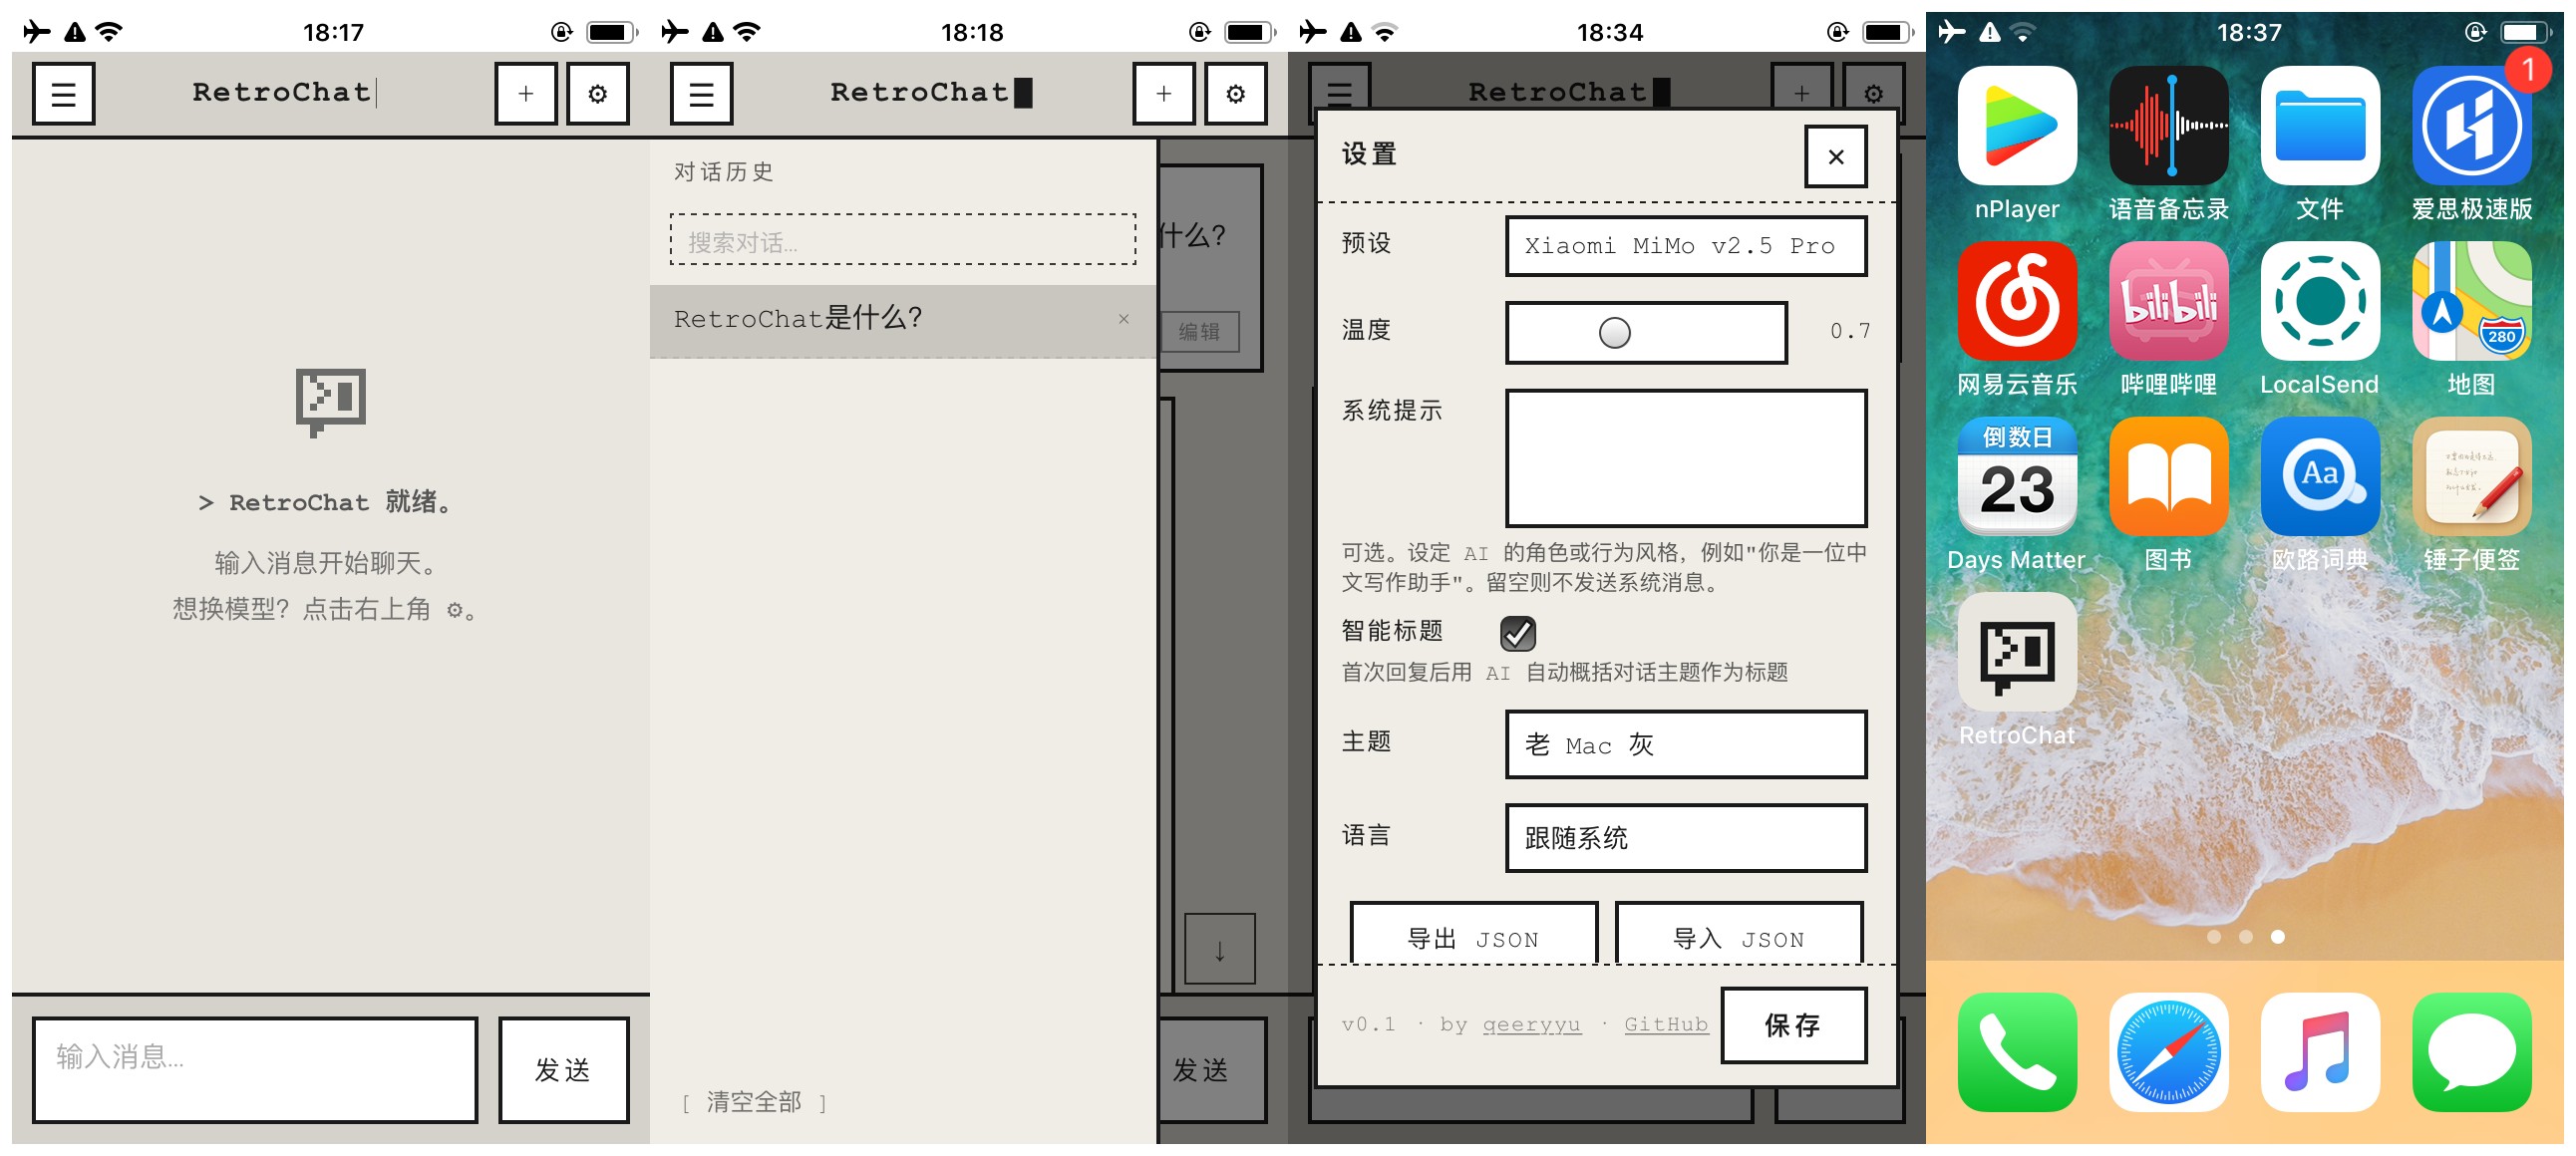 18:17
RetroChat
+
> RetroChat 就绪。
输入消息开始聊天。
想换模型？点击右上角 ⚙。
输入消息...
发送
18:18
RetroChat
+
对话历史
搜索对话...
RetroChat是什么？
×
什么？
编辑
↓
[ 清空全部 ]
发送
18:34
RetroChat
+
设置
×
预设
Xiaomi MiMo v2.5 Pro
温度
0.7
系统提示
可选。设定 AI 的角色或行为风格，例如"你是一位中
文写作助手"。留空则不发送系统消息。
智能标题
首次回复后用 AI 自动概括对话主题作为标题
主题
老 Mac 灰
语言
跟随系统
导出 JSON
导入 JSON
v0.1 · by qeeryyu · GitHub
保存
18:37
1
nPlayer
语音备忘录
文件
爱思极速版
bilibili
280
网易云音乐
哔哩哔哩
LocalSend
地图
倒数日
23
Aa
Days Matter
图书
欧路词典
锤子便签
RetroChat